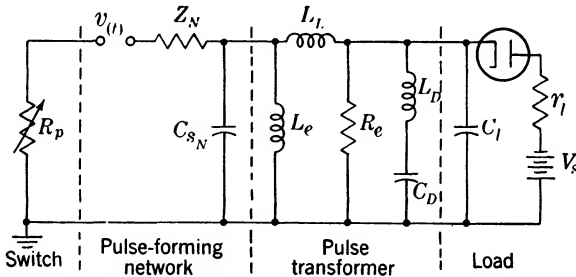 v(t)
Z_N
L_L
R_p
C_{S_N}
L_e
R_e
L_D
C_D
C_l
r_l
V_s
Switch
Pulse-forming
network
Pulse
transformer
Load